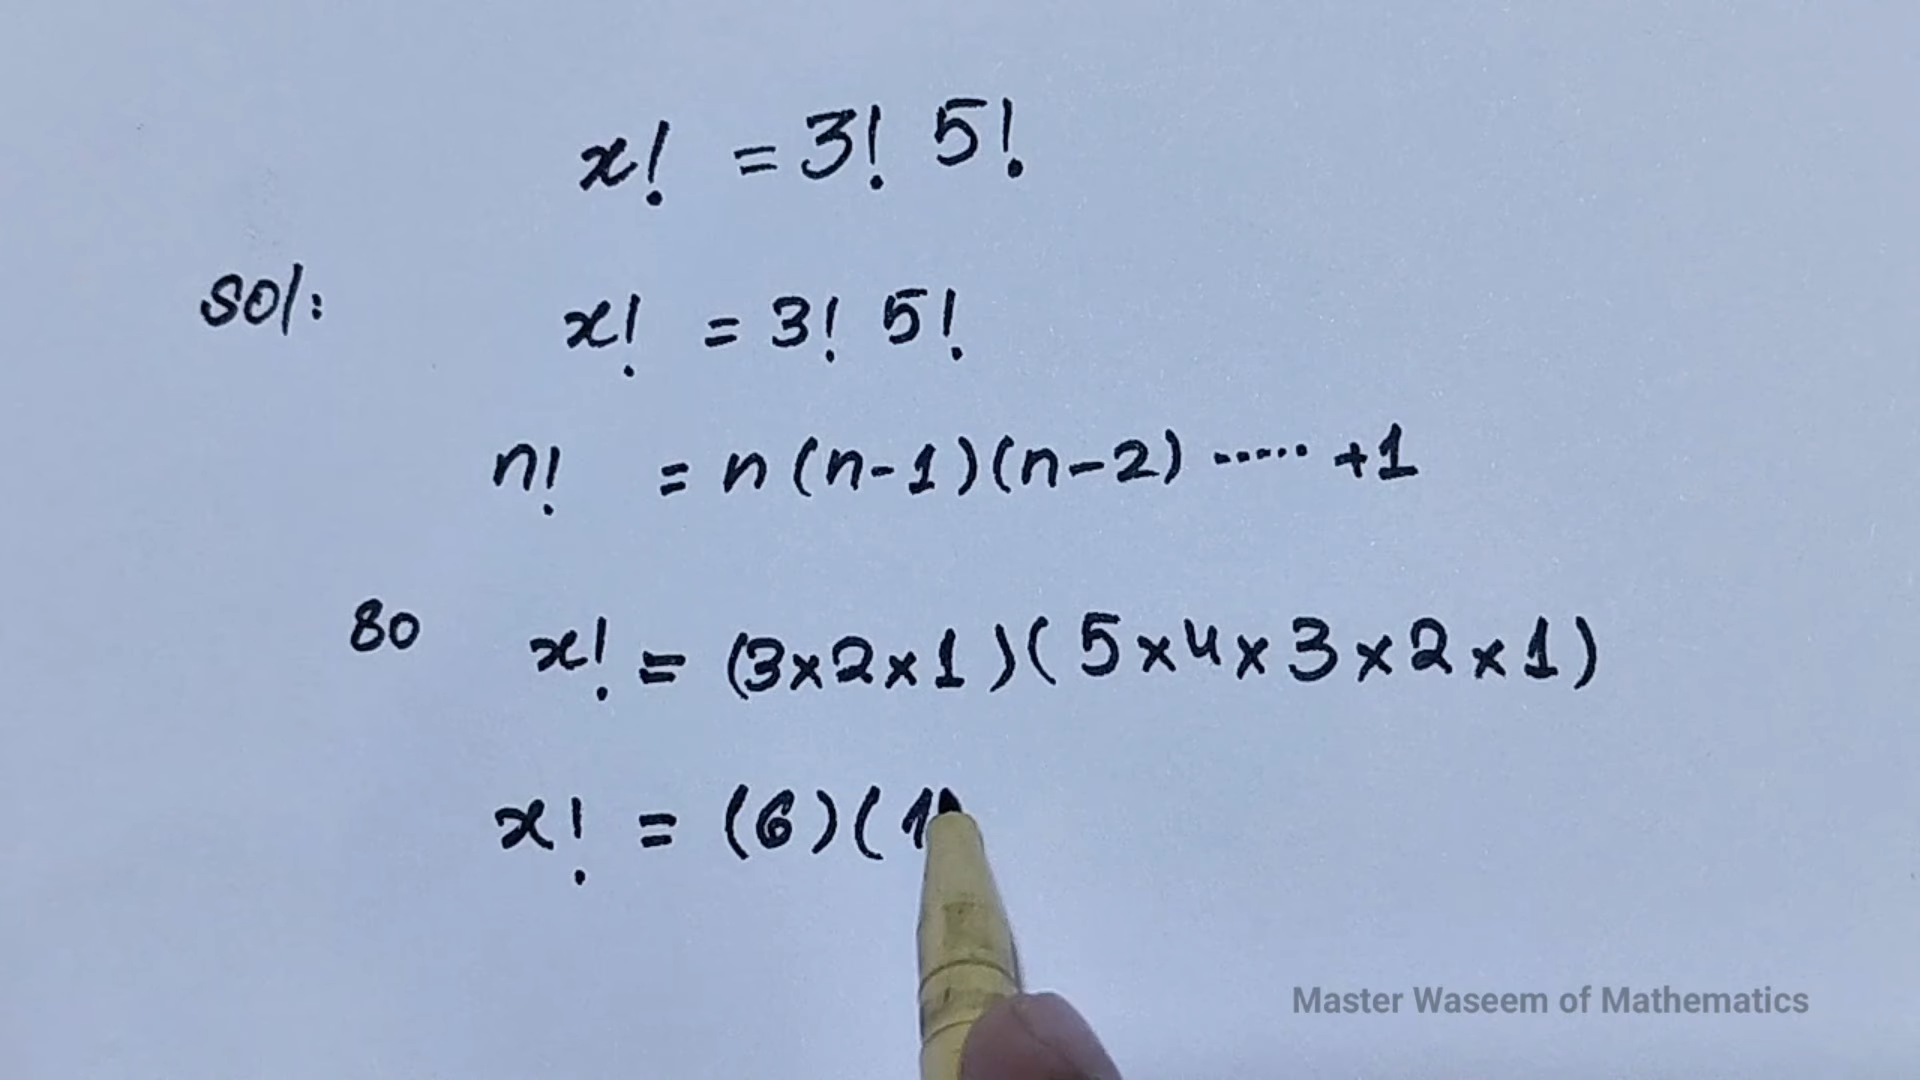 x! = 3! 5!
Sol: x! = 3! 5!
n! = n(n-1)(n-2) ...... +1
So x! = (3×2×1)(5×4×3×2×1)
x! = (6)(1
Master Waseem of Mathematics